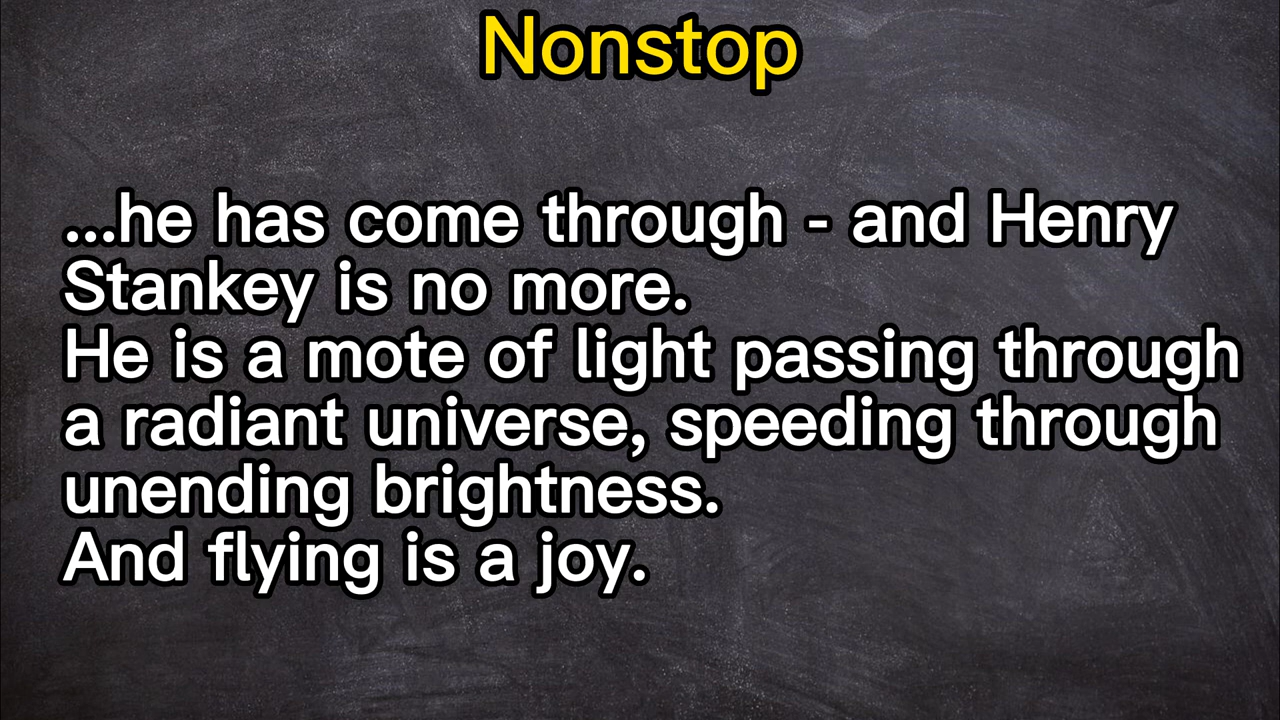 Nonstop
...he has come through - and Henry
Stankey is no more.
He is a mote of light passing through
a radiant universe, speeding through
unending brightness.
And flying is a joy.